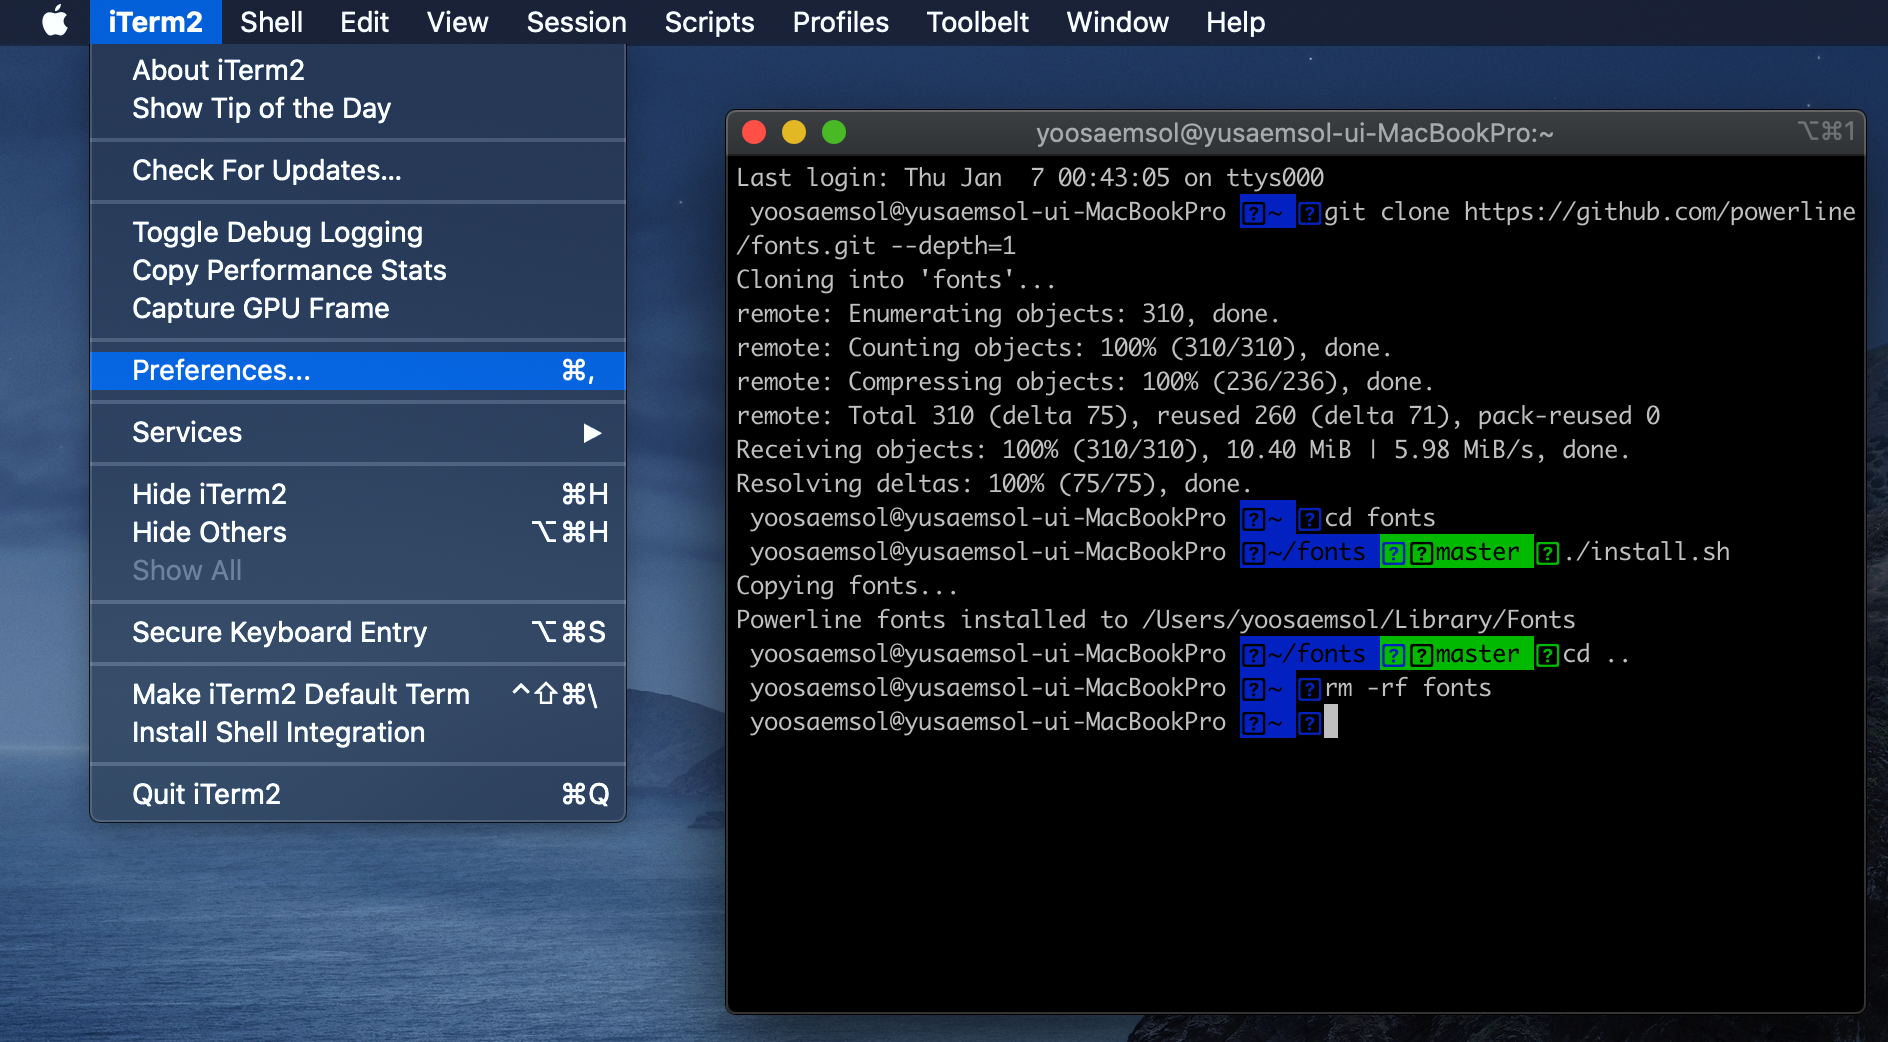 iTerm2 Shell Edit View Session Scripts Profiles Toolbelt Window Help
About iTerm2
Show Tip of the Day
Check For Updates...
Toggle Debug Logging
Copy Performance Stats
Capture GPU Frame
Preferences... ⌘,
Services ▶
Hide iTerm2 ⌘H
Hide Others ⌥⌘H
Show All
Secure Keyboard Entry ⌥⌘S
Make iTerm2 Default Term ^⇧⌘\
Install Shell Integration
Quit iTerm2 ⌘Q
yoosaemsol@yusaemsol-ui-MacBookPro:~ ⌥⌘1
Last login: Thu Jan  7 00:43:05 on ttys000
yoosaemsol@yusaemsol-ui-MacBookPro ?~ ?git clone https://github.com/powerline
/fonts.git --depth=1
Cloning into 'fonts'...
remote: Enumerating objects: 310, done.
remote: Counting objects: 100% (310/310), done.
remote: Compressing objects: 100% (236/236), done.
remote: Total 310 (delta 75), reused 260 (delta 71), pack-reused 0
Receiving objects: 100% (310/310), 10.40 MiB | 5.98 MiB/s, done.
Resolving deltas: 100% (75/75), done.
yoosaemsol@yusaemsol-ui-MacBookPro ?~ ?cd fonts
yoosaemsol@yusaemsol-ui-MacBookPro ?~/fonts ??master ?./install.sh
Copying fonts...
Powerline fonts installed to /Users/yoosaemsol/Library/Fonts
yoosaemsol@yusaemsol-ui-MacBookPro ?~/fonts ??master ?cd ..
yoosaemsol@yusaemsol-ui-MacBookPro ?~ ?rm -rf fonts
yoosaemsol@yusaemsol-ui-MacBookPro ?~ ?